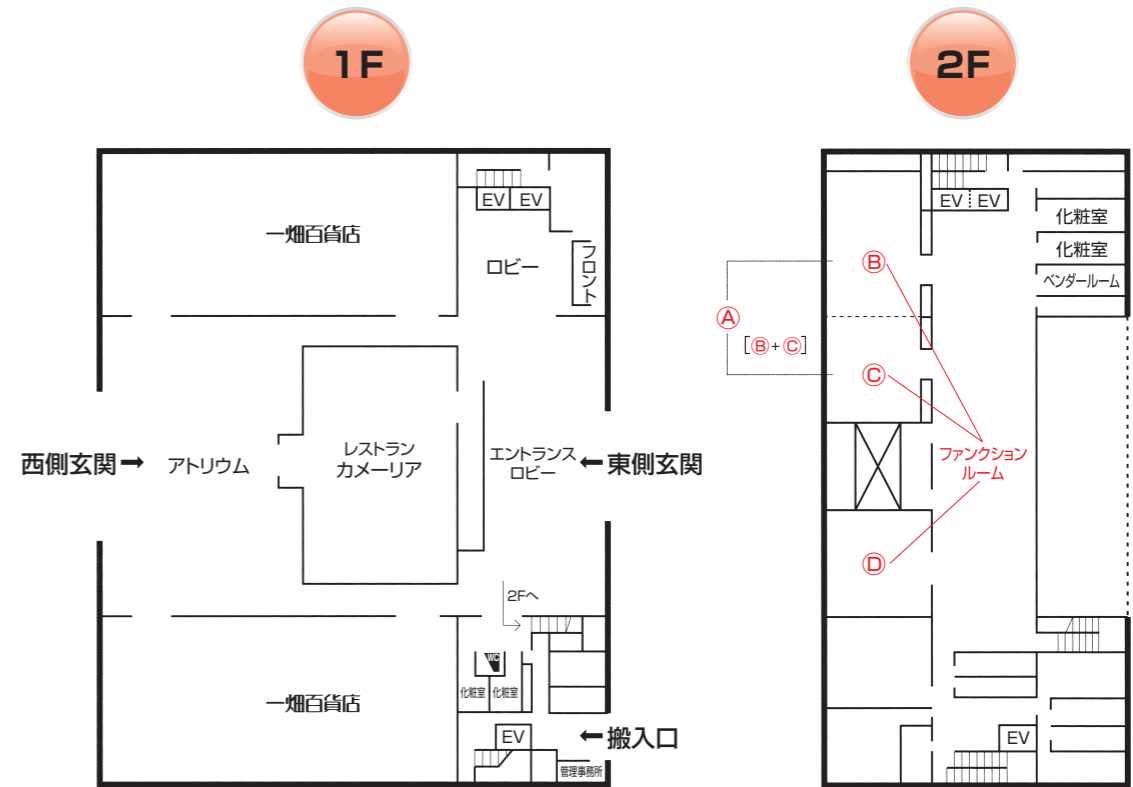 1F
一畑百貨店
EV EV
ロビー
フロント
西側玄関➡
アトリウム
レストラン
カメーリア
エントランス
ロビー
⬅東側玄関
2Fへ
WC
化粧室 化粧室
一畑百貨店
EV
⬅搬入口
管理事務所
2F
EV EV
化粧室
化粧室
ベンダールーム
Ⓑ
Ⓐ
[Ⓑ+Ⓒ]
Ⓒ
ファンクション
ルーム
Ⓓ
EV